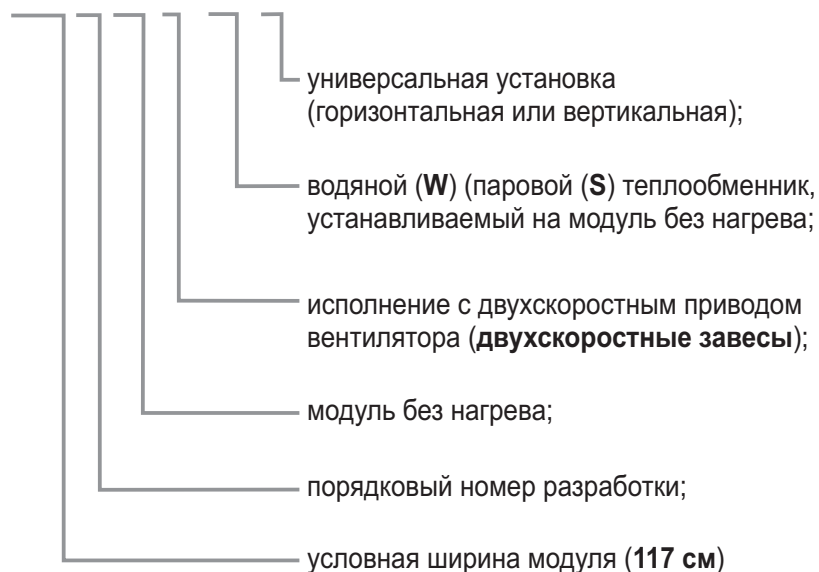 универсальная установка
(горизонтальная или вертикальная);
водяной (W) (паровой (S) теплообменник,
устанавливаемый на модуль без нагрева;
исполнение с двухскоростным приводом
вентилятора (двухскоростные завесы);
модуль без нагрева;
порядковый номер разработки;
условная ширина модуля (117 см)